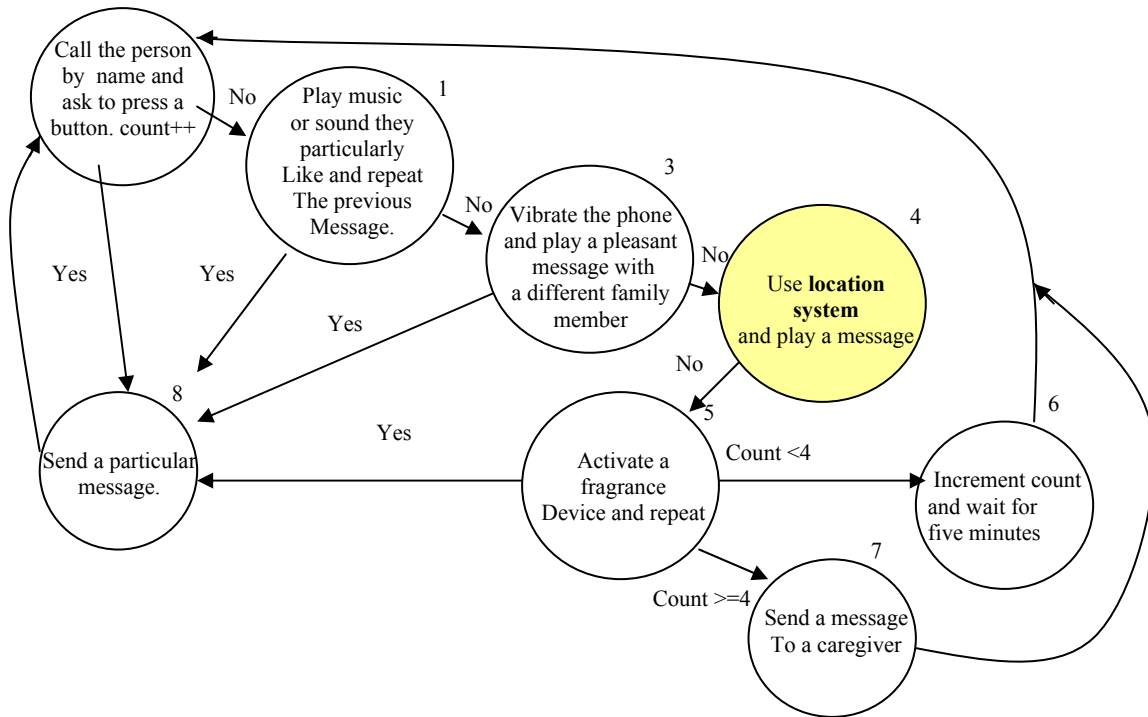 Call the person
by name and
ask to press a
button. count++
No
1
Play music
or sound they
particularly
Like and repeat
The previous
Message.
No
3
Vibrate the phone
and play a pleasant
message with
a different family
member
No
4
Use location
system
and play a message
Yes
Yes
Yes
No
8
Send a particular
message.
Yes
5
Activate a
fragrance
Device and repeat
Count <4
6
Increment count
and wait for
five minutes
Count >=4
7
Send a message
To a caregiver